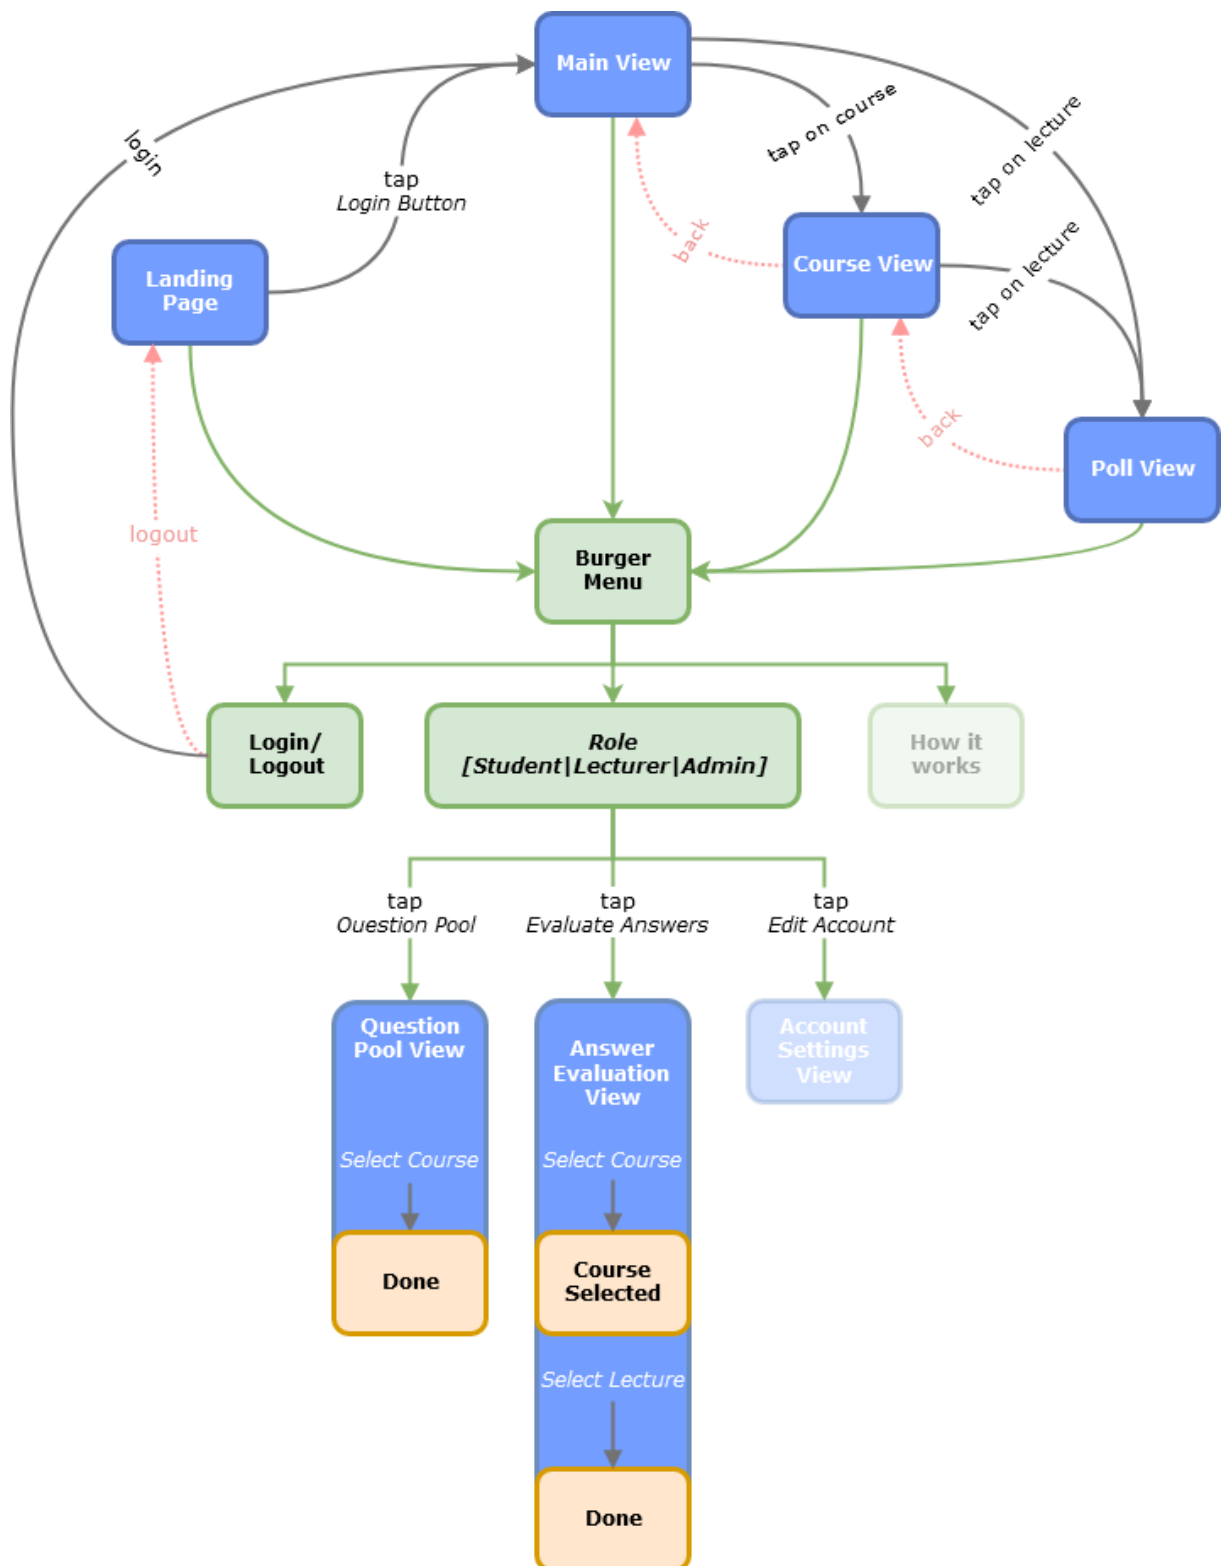 Main View
tap on course
tap on lecture
login
tap
Login Button
back
Course View
tap on lecture
Landing
Page
back
Poll View
logout
Burger
Menu
Login/
Logout
Role
[Student|Lecturer|Admin]
How it
works
tap
Question Pool
tap
Evaluate Answers
tap
Edit Account
Question
Pool View
Answer
Evaluation
View
Account
Settings
View
Select Course
Select Course
Done
Course
Selected
Select Lecture
Done